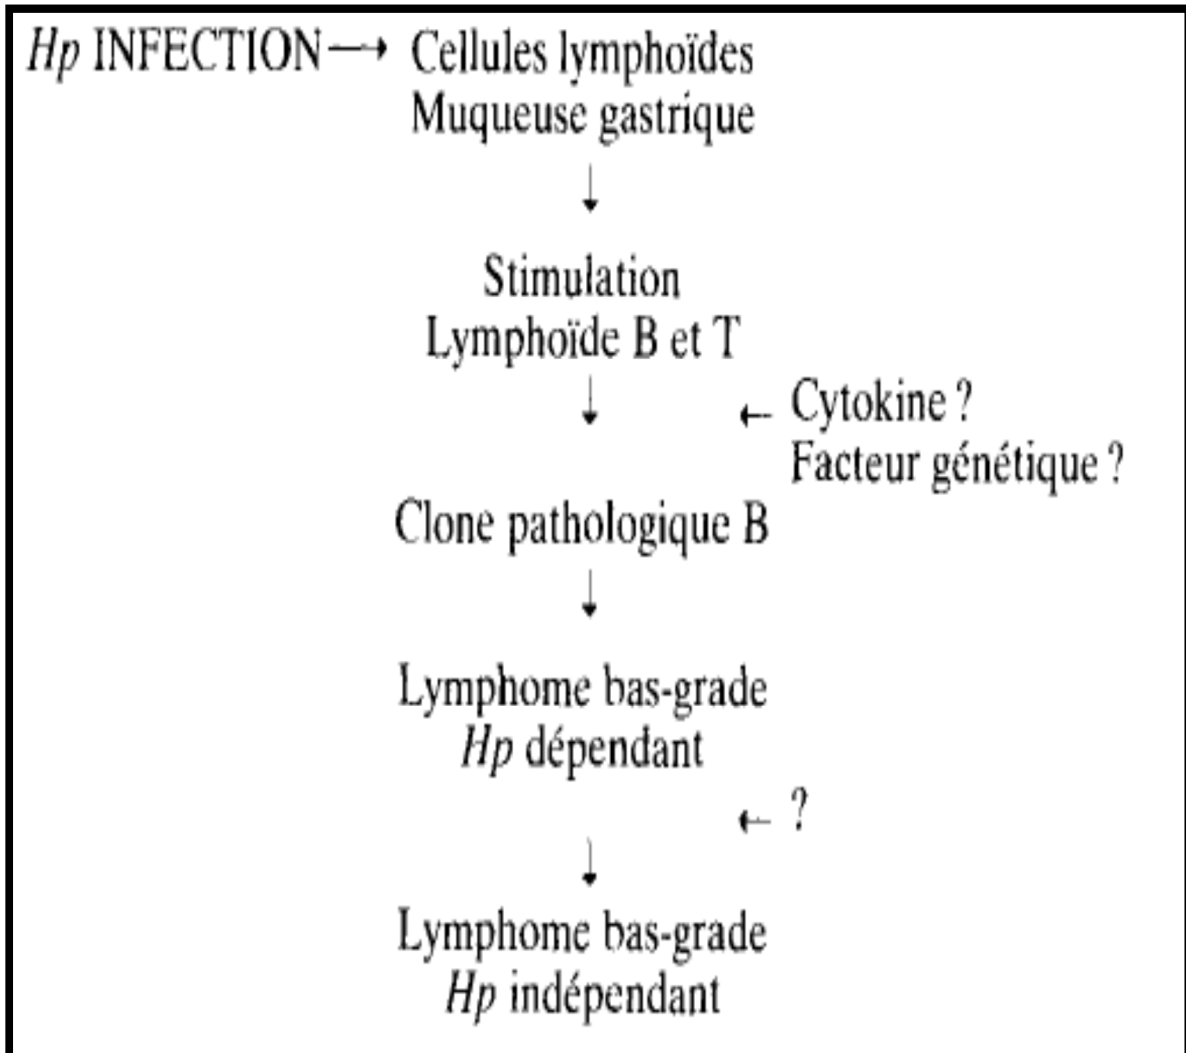 Hp INFECTION → Cellules lymphoïdes
Muqueuse gastrique
↓
Stimulation
Lymphoïde B et T
↓
← Cytokine ?
Facteur génétique ?
Clone pathologique B
↓
Lymphome bas-grade
Hp dépendant
← ?
↓
Lymphome bas-grade
Hp indépendant